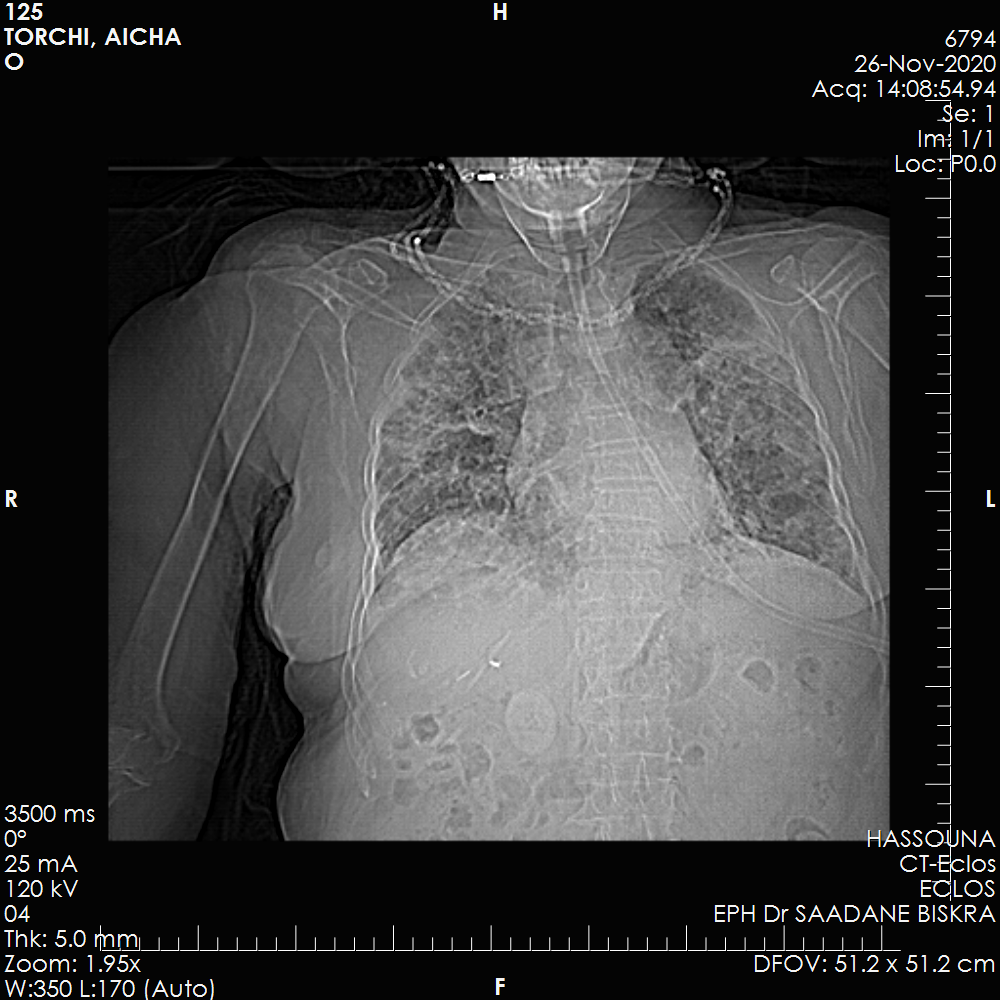 125
TORCHI, AICHA
O
H
6794
26-Nov-2020
Acq: 14:08:54.94
Se: 1
Im: 1/1
Loc: P0.0
R
L
3500 ms
0°
25 mA
120 kV
04
Thk: 5.0 mm
Zoom: 1.95x
W:350 L:170 (Auto)
F
HASSOUNA
CT-Eclos
ECLOS
EPH Dr SAADANE BISKRA
DFOV: 51.2 x 51.2 cm